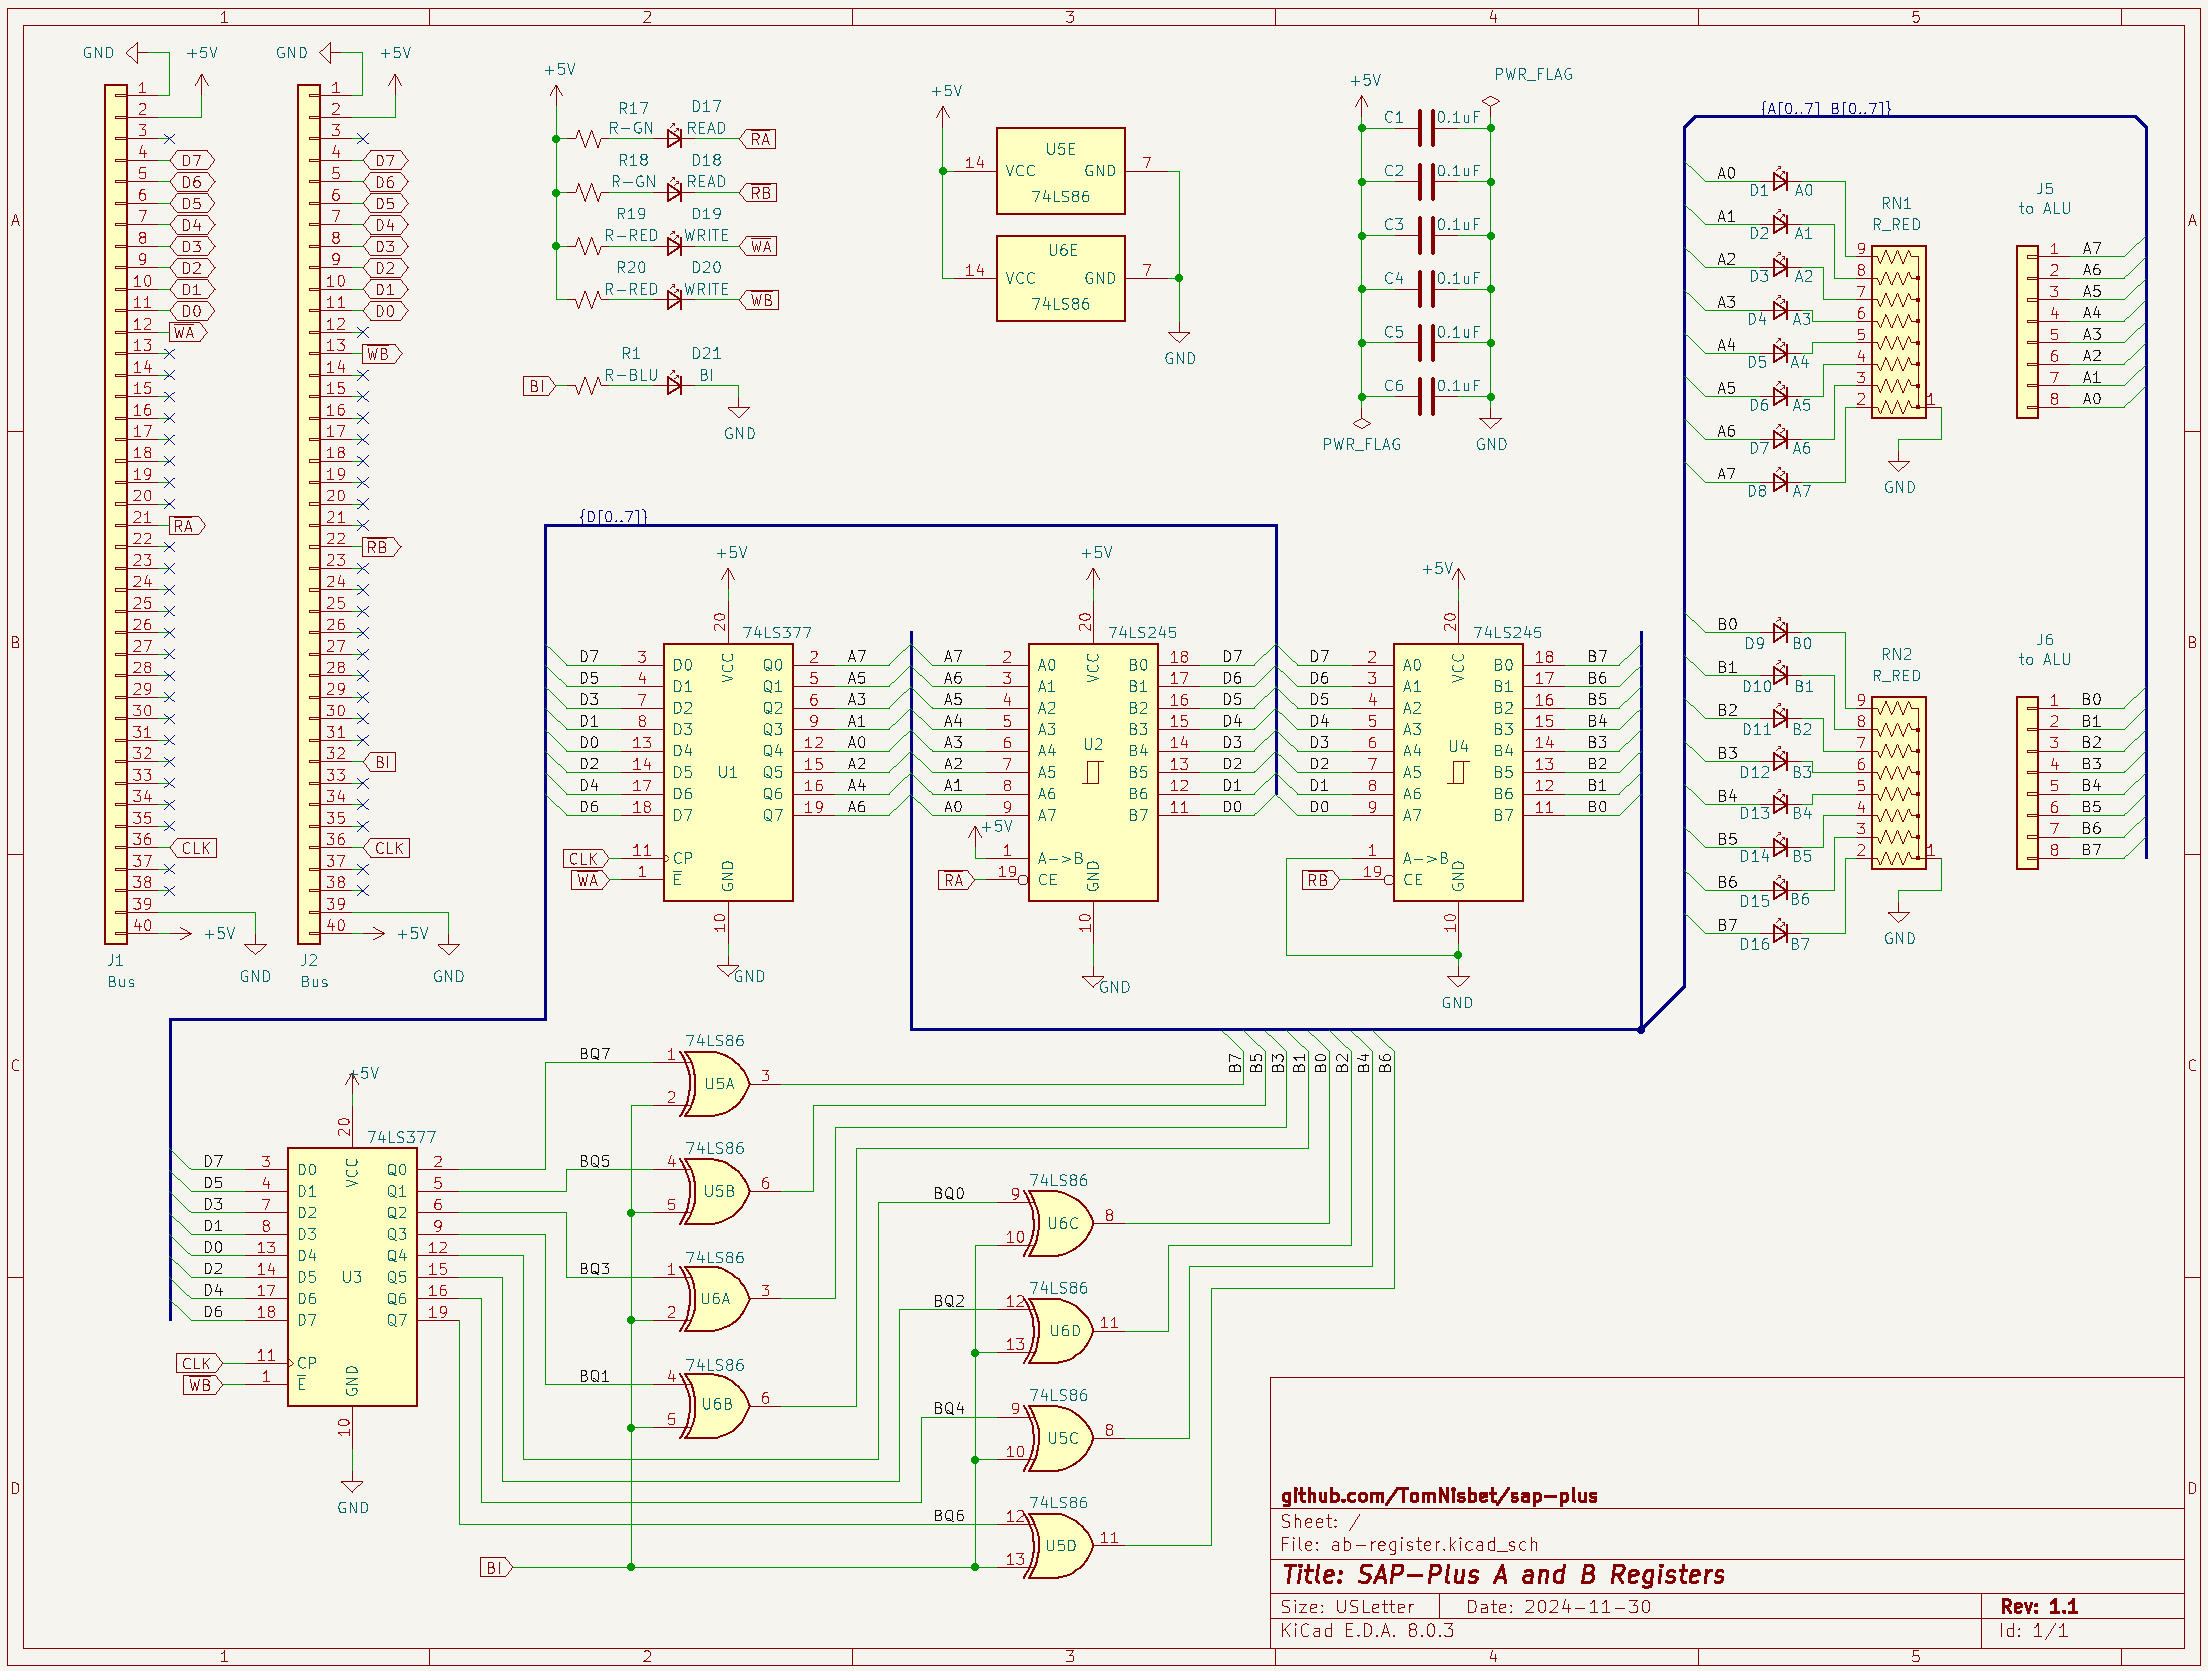 1 2 3 4 5
A
B
C
D
GND +5V
1
2
3
4 D7
5 D6
6 D5
7 D4
8 D3
9 D2
10 D1
11 D0
12 WA
13
14
15
16
17
18
19
20
21 RA
22
23
24
25
26
27
28
29
30
31
32
33
34
35
36 CLK
37
38
39
40 +5V
GND
J1
Bus
GND +5V
1
2
3
4 D7
5 D6
6 D5
7 D4
8 D3
9 D2
10 D1
11 D0
12
13 WB
14
15
16
17
18
19
20
21
22 RB
23
24
25
26
27
28
29
30
31
32 BI
33
34
35
36 CLK
37
38
39
40 +5V
GND
J2
Bus
+5V
R17 D17
R-GN READ RA
R18 D18
R-GN READ RB
R19 D19
R-RED WRITE WA
R20 D20
R-RED WRITE WB
R1 D21
BI R-BLU BI
GND
+5V
U5E
14 VCC GND 7
74LS86
U6E
14 VCC GND 7
74LS86
GND
+5V PWR_FLAG
C1 0.1uF
C2 0.1uF
C3 0.1uF
C4 0.1uF
C5 0.1uF
C6 0.1uF
PWR_FLAG GND
{A[0..7] B[0..7]}
A0 D1 A0
A1 D2 A1
A2 D3 A2
A3 D4 A3
A4 D5 A4
A5 D6 A5
A6 D7 A6
A7 D8 A7
RN1
R_RED
9
8
7
6
5
4
3
2 1
GND
J5
to ALU
1 A7
2 A6
3 A5
4 A4
5 A3
6 A2
7 A1
8 A0
B0 D9 B0
B1 D10 B1
B2 D11 B2
B3 D12 B3
B4 D13 B4
B5 D14 B5
B6 D15 B6
B7 D16 B7
RN2
R_RED
9
8
7
6
5
4
3
2 1
GND
J6
to ALU
1 B0
2 B1
3 B2
4 B3
5 B4
6 B5
7 B6
8 B7
{D[0..7]}
+5V
20 74LS377
VCC
D7 3 D0 Q0 2 A7
D5 4 D1 Q1 5 A5
D3 7 D2 Q2 6 A3
D1 8 D3 Q3 9 A1
D0 13 D4 Q4 12 A0
D2 14 D5 U1 Q5 15 A2
D4 17 D6 Q6 16 A4
D6 18 D7 Q7 19 A6
CLK 11 CP
WA 1 E
GND
10
GND
+5V
20 74LS245
VCC
A7 2 A0 B0 18 D7
A6 3 A1 B1 17 D6
A5 4 A2 B2 16 D5
A4 5 A3 B3 15 D4
A3 6 A4 U2 B4 14 D3
A2 7 A5 B5 13 D2
A1 8 A6 B6 12 D1
A0 9 A7 B7 11 D0
+5V
1 A->B
RA 19 CE
GND
10
GND
+5V
20 74LS245
VCC
D7 2 A0 B0 18 B7
D6 3 A1 B1 17 B6
D5 4 A2 B2 16 B5
D4 5 A3 B3 15 B4
D3 6 A4 U4 B4 14 B3
D2 7 A5 B5 13 B2
D1 8 A6 B6 12 B1
D0 9 A7 B7 11 B0
1 A->B
RB 19 CE
GND
10
GND
B7 B5 B3 B1 B0 B2 B4 B6
+5V
20 74LS377
VCC
D7 3 D0 Q0 2
D5 4 D1 Q1 5
D3 7 D2 Q2 6
D1 8 D3 Q3 9
D0 13 D4 Q4 12
D2 14 D5 U3 Q5 15
D4 17 D6 Q6 16
D6 18 D7 Q7 19
CLK 11 CP
WB 1 E
GND
10
GND
74LS86
BQ7 1
U5A 3
2
74LS86
BQ5 4
U5B 6
5
74LS86
BQ3 1
U6A 3
2
74LS86
BQ1 4
U6B 6
5
74LS86
BQ0 9
U6C 8
10
74LS86
BQ2 12
U6D 11
13
74LS86
BQ4 9
U5C 8
10
74LS86
BQ6 12
U5D 11
BI 13
github.com/TomNisbet/sap-plus
Sheet: /
File: ab-register.kicad_sch
Title: SAP-Plus A and B Registers
Size: USLetter Date: 2024-11-30 Rev: 1.1
KiCad E.D.A. 8.0.3 Id: 1/1
A
B
C
D
1 2 3 4 5